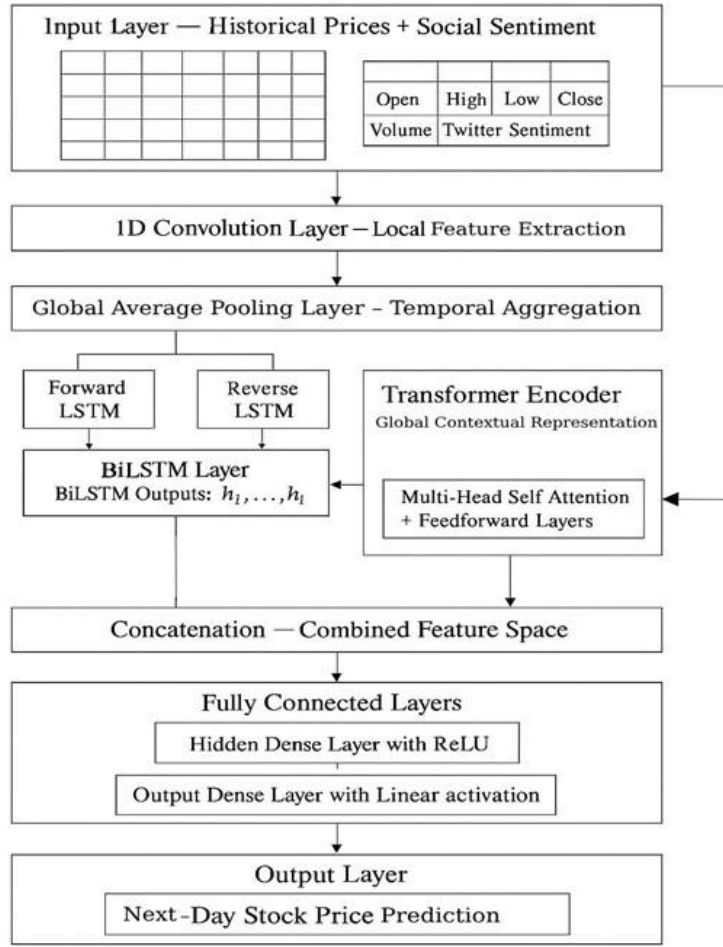 Input Layer — Historical Prices + Social Sentiment
Open High Low Close
Volume Twitter Sentiment
1D Convolution Layer – Local Feature Extraction
Global Average Pooling Layer – Temporal Aggregation
Forward
LSTM
Reverse
LSTM
Transformer Encoder
Global Contextual Representation
BiLSTM Layer
BiLSTM Outputs: h₁, . . . , hₗ
Multi-Head Self Attention
+ Feedforward Layers
Concatenation — Combined Feature Space
Fully Connected Layers
Hidden Dense Layer with ReLU
Output Dense Layer with Linear activation
Output Layer
Next-Day Stock Price Prediction